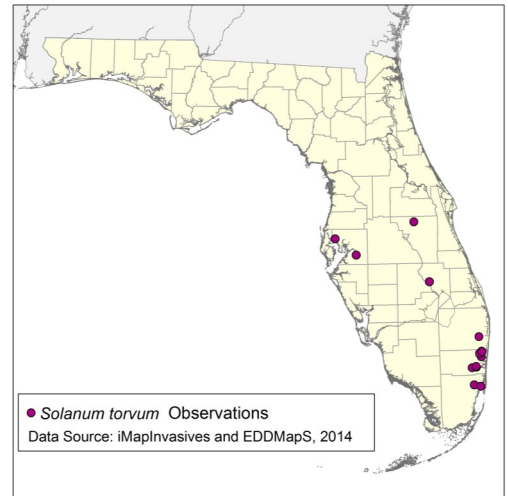 Solanum torvum Observations
Data Source: iMapInvasives and EDDMapS, 2014